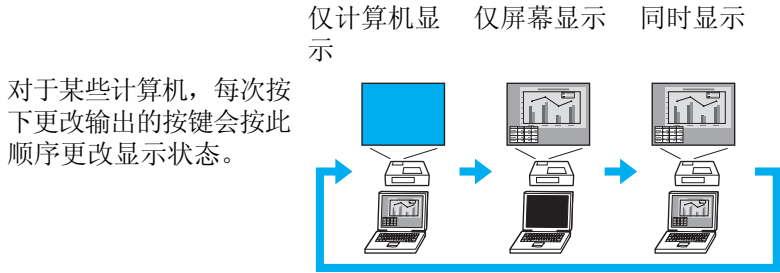 仅计算机显
示
仅屏幕显示
同时显示
对于某些计算机，每次按
下更改输出的按键会按此
顺序更改显示状态。